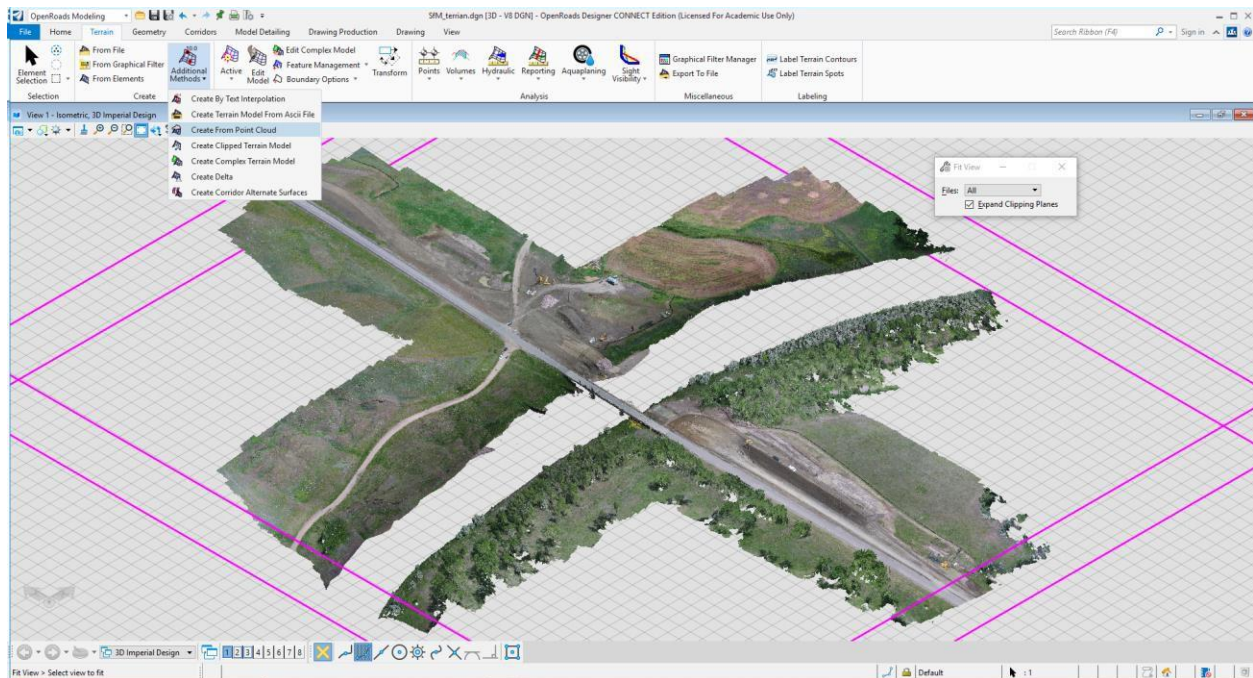 OpenRoads Modeling
SfM_terrian.dgn [3D - V8 DGN] - OpenRoads Designer CONNECT Edition (Licensed For Academic Use Only)
File Home Terrain Geometry Corridors Model Detailing Drawing Production Drawing View
Search Ribbon (F4)
Sign in
Element
Selection
Selection
From File
From Graphical Filter
From Elements
Create
Additional
Methods
Active
Edit
Model
Edit Complex Model
Feature Management
Boundary Options
Transform
Points
Volumes
Hydraulic
Reporting
Aquaplaning
Sight
Visibility
Analysis
Graphical Filter Manager
Export To File
Miscellaneous
Label Terrain Contours
Label Terrain Spots
Labeling
View 1 - Isometric, 3D Imperial Design
Create By Text Interpolation
Create Terrain Model From Ascii File
Create From Point Cloud
Create Clipped Terrain Model
Create Complex Terrain Model
Create Delta
Create Corridor Alternate Surfaces
Fit View
Files: All
Expand Clipping Planes
3D Imperial Design
1 2 3 4 5 6 7 8
Fit View > Select view to fit
Default
: 1